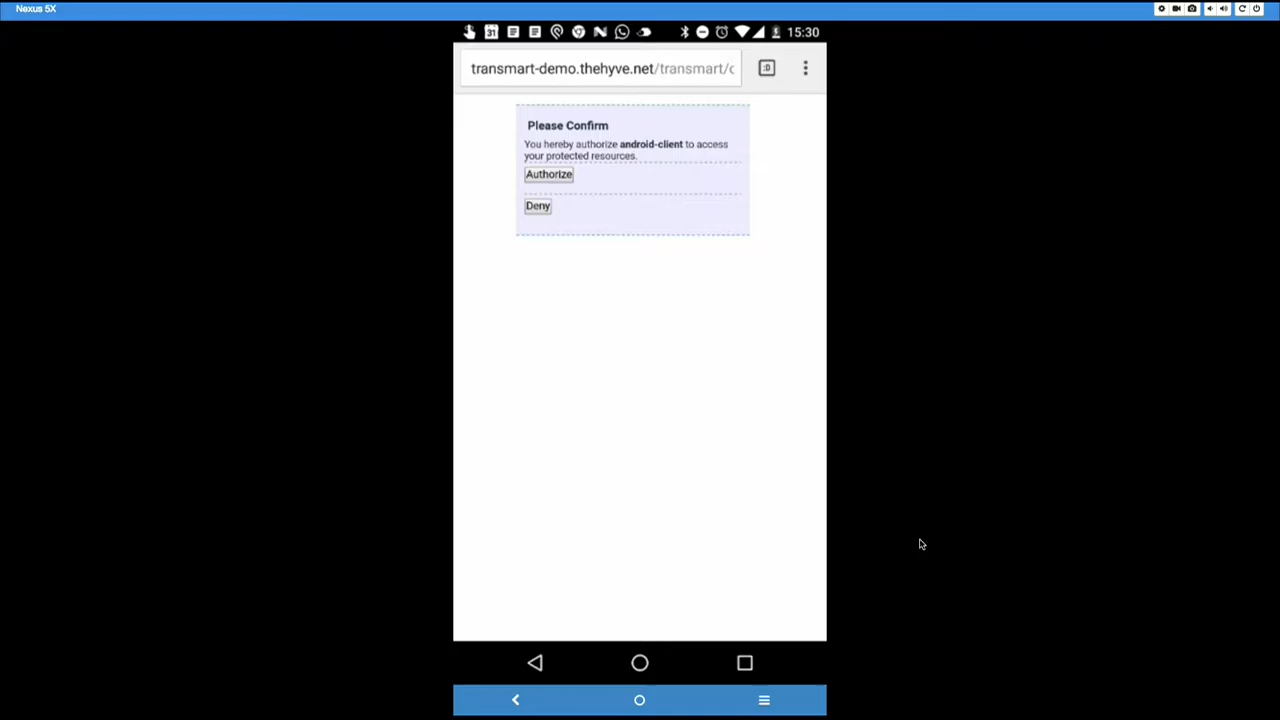 Nexus 5X
31
15:30
transmart-demo.thehyve.net/transmart/
:D
Please Confirm
You hereby authorize android-client to access
your protected resources.
Authorize
Deny